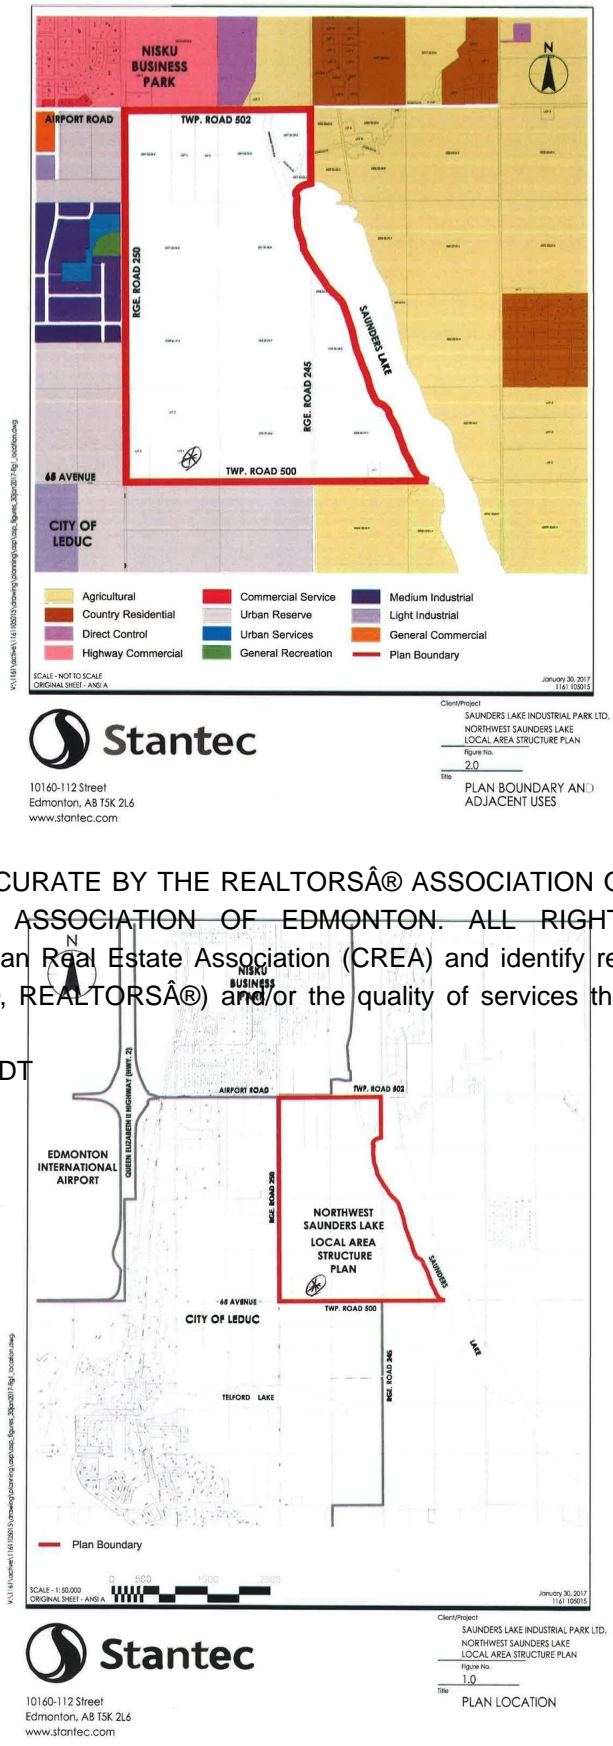 NISKU
BUSINESS
PARK
N
AIRPORT ROAD
TWP. ROAD 502
RGE. ROAD 250
SAUNDERS LAKE
RGE. ROAD 245
65 AVENUE
TWP. ROAD 500
CITY OF
LEDUC
Agricultural
Commercial Service
Medium Industrial
Country Residential
Urban Reserve
Light Industrial
Direct Control
Urban Services
General Commercial
Highway Commercial
General Recreation
Plan Boundary
SCALE - NOT TO SCALE
ORIGINAL SHEET - ANSI A
January 30, 2017
1161 105015
Stantec
10160-112 Street
Edmonton, AB T5K 2L6
www.stantec.com
Client/Project
SAUNDERS LAKE INDUSTRIAL PARK LTD.
NORTHWEST SAUNDERS LAKE
LOCAL AREA STRUCTURE PLAN
Figure No.
2.0
Title
PLAN BOUNDARY AND
ADJACENT USES
CURATE BY THE REALTORSÂ® ASSOCIATION
ASSOCIATION OF EDMONTON. ALL RIGHT
an Real Estate Association (CREA) and identify re
, REALTORSÂ®) and/or the quality of services th
DT
N
NISKU
BUSINESS
PARK
AIRPORT ROAD
TWP. ROAD 502
QUEEN ELIZABETH II HIGHWAY (HWY. 2)
EDMONTON
INTERNATIONAL
AIRPORT
RGE. ROAD 250
NORTHWEST
SAUNDERS LAKE
LOCAL AREA
STRUCTURE
PLAN
SAUNDERS
LAKE
65 AVENUE
TWP. ROAD 500
CITY OF LEDUC
RGE. ROAD 245
TELFORD LAKE
Plan Boundary
0 500 1500 2500
SCALE - 1:50,000
ORIGINAL SHEET - ANSI A
January 30, 2017
1161 105015
Stantec
10160-112 Street
Edmonton, AB T5K 2L6
www.stantec.com
Client/Project
SAUNDERS LAKE INDUSTRIAL PARK LTD.
NORTHWEST SAUNDERS LAKE
LOCAL AREA STRUCTURE PLAN
Figure No.
1.0
Title
PLAN LOCATION